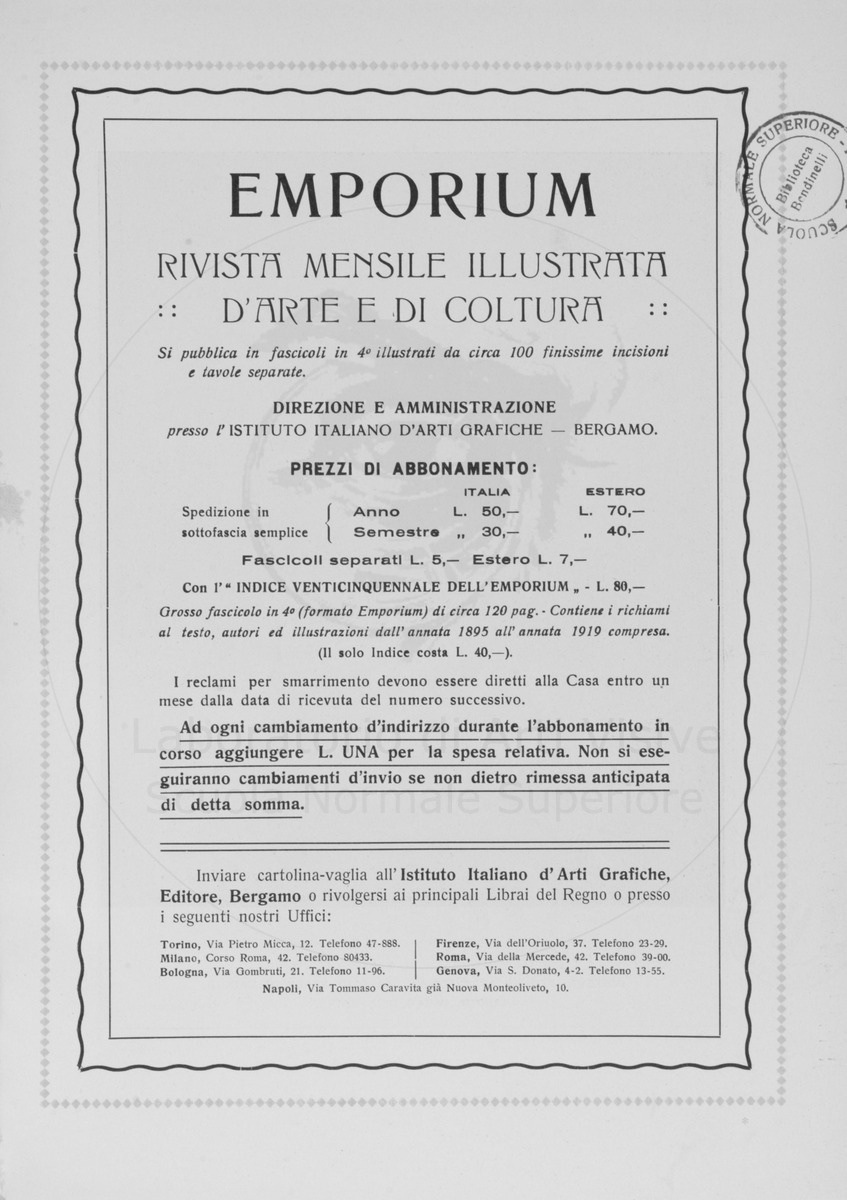 EMPORIUM
RIVISTA MENSILE ILLUSTRATA
:: D'ARTE E DI COLTURA ::
Si pubblica in fascicoli in 4º illustrati da circa 100 finissime incisioni
e tavole separate.
DIREZIONE E AMMINISTRAZIONE
presso l'ISTITUTO ITALIANO D'ARTI GRAFICHE — BERGAMO.
PREZZI DI ABBONAMENTO:
ITALIA ESTERO
Spedizione in { Anno L. 50,— L. 70,—
sottofascia semplice Semestre „ 30,— „ 40,—
Fascicoli separati L. 5,— Estero L. 7,—
Con l'“ INDICE VENTICINQUENNALE DELL'EMPORIUM „ - L. 80,—
Grosso fascicolo in 4º (formato Emporium) di circa 120 pag. - Contiene i richiami
al testo, autori ed illustrazioni dall'annata 1895 all'annata 1919 compresa.
(Il solo Indice costa L. 40,—).
I reclami per smarrimento devono essere diretti alla Casa entro un
mese dalla data di ricevuta del numero successivo.
Ad ogni cambiamento d'indirizzo durante l'abbonamento in
corso aggiungere L. UNA per la spesa relativa. Non si ese-
guiranno cambiamenti d'invio se non dietro rimessa anticipata
di detta somma.
Inviare cartolina-vaglia all'Istituto Italiano d'Arti Grafiche,
Editore, Bergamo o rivolgersi ai principali Librai del Regno o presso
i seguenti nostri Uffici:
Torino, Via Pietro Micca, 12. Telefono 47-888.
Milano, Corso Roma, 42. Telefono 80433.
Bologna, Via Gombruti, 21. Telefono 11-96.
Firenze, Via dell'Oriuolo, 37. Telefono 23-29.
Roma, Via della Mercede, 42. Telefono 39-00.
Genova, Via S. Donato, 4-2. Telefono 13-55.
Napoli, Via Tommaso Caravita già Nuova Monteoliveto, 10.
SCUOLA NORMALE SUPERIORE -
Biblioteca
Bendinelli
Laboratorio di Arti Visive
Scuola Normale Superiore